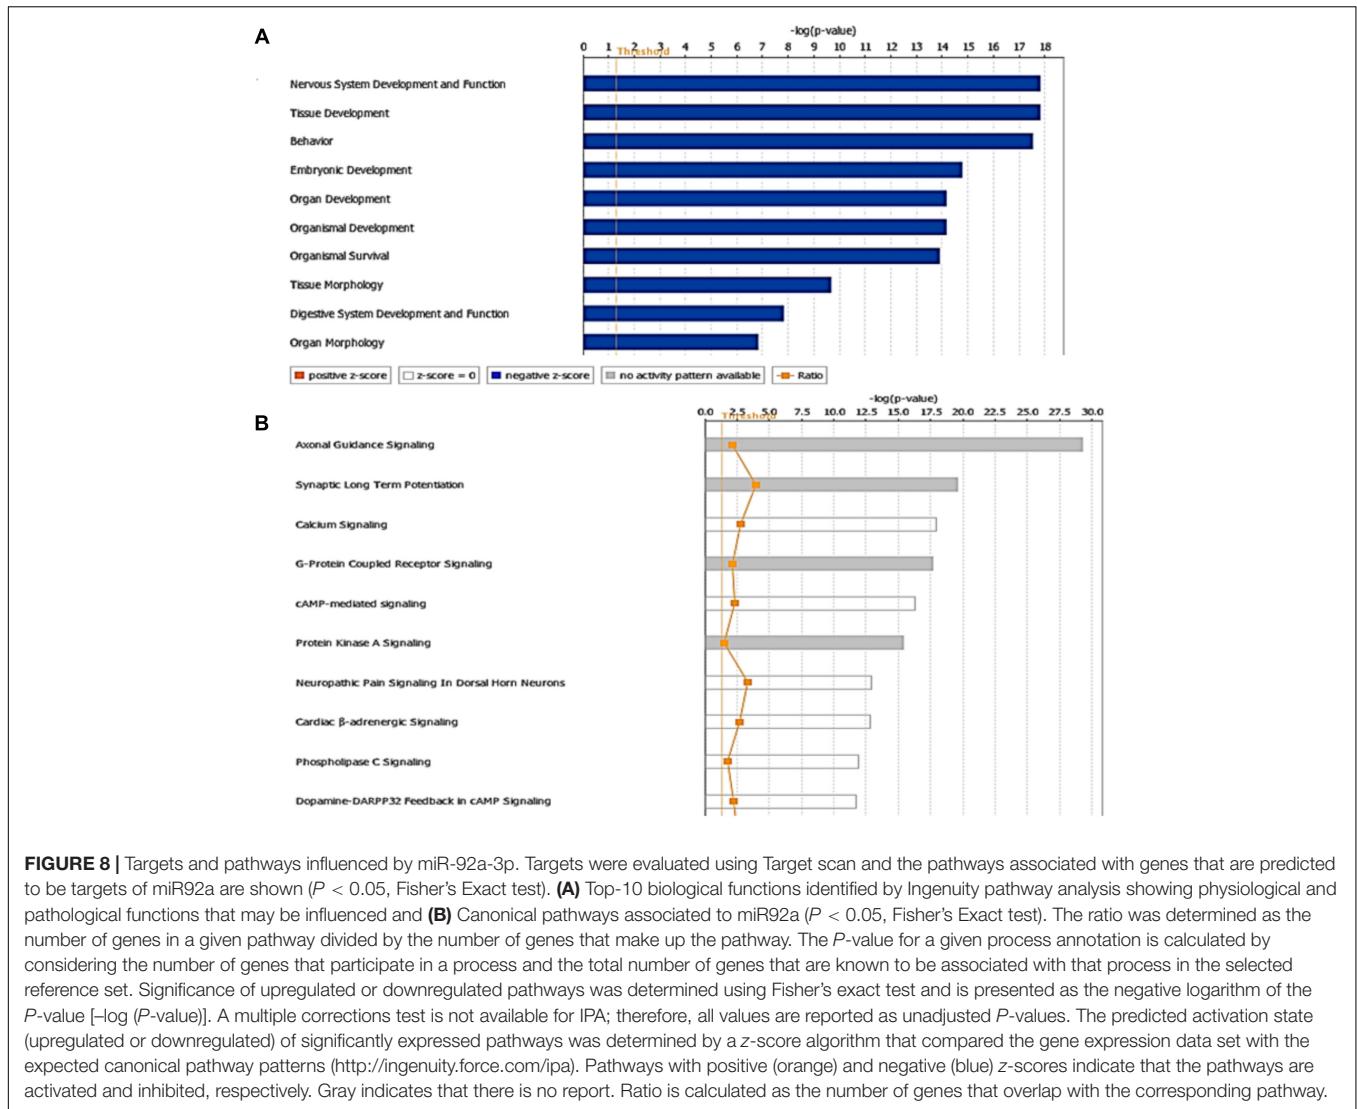 A
-log(p-value)
0 1 2 3 4 5 6 7 8 9 10 11 12 13 14 15 16 17 18
Threshold
Nervous System Development and Function
Tissue Development
Behavior
Embryonic Development
Organ Development
Organismal Development
Organismal Survival
Tissue Morphology
Digestive System Development and Function
Organ Morphology
positive z-score z-score = 0 negative z-score no activity pattern available Ratio
B
-log(p-value)
0.0 2.5 5.0 7.5 10.0 12.5 15.0 17.5 20.0 22.5 25.0 27.5 30.0
Threshold
Axonal Guidance Signaling
Synaptic Long Term Potentiation
Calcium Signaling
G-Protein Coupled Receptor Signaling
cAMP-mediated signaling
Protein Kinase A Signaling
Neuropathic Pain Signaling In Dorsal Horn Neurons
Cardiac β-adrenergic Signaling
Phospholipase C Signaling
Dopamine-DARPP32 Feedback in cAMP Signaling
FIGURE 8 | Targets and pathways influenced by miR-92a-3p. Targets were evaluated using Target scan and the pathways associated with genes that are predicted
to be targets of miR92a are shown (P < 0.05, Fisher's Exact test). (A) Top-10 biological functions identified by Ingenuity pathway analysis showing physiological and
pathological functions that may be influenced and (B) Canonical pathways associated to miR92a (P < 0.05, Fisher's Exact test). The ratio was determined as the
number of genes in a given pathway divided by the number of genes that make up the pathway. The P-value for a given process annotation is calculated by
considering the number of genes that participate in a process and the total number of genes that are known to be associated with that process in the selected
reference set. Significance of upregulated or downregulated pathways was determined using Fisher's exact test and is presented as the negative logarithm of the
P-value [–log (P-value)]. A multiple corrections test is not available for IPA; therefore, all values are reported as unadjusted P-values. The predicted activation state
(upregulated or downregulated) of significantly expressed pathways was determined by a z-score algorithm that compared the gene expression data set with the
expected canonical pathway patterns (http://ingenuity.force.com/ipa). Pathways with positive (orange) and negative (blue) z-scores indicate that the pathways are
activated and inhibited, respectively. Gray indicates that there is no report. Ratio is calculated as the number of genes that overlap with the corresponding pathway.